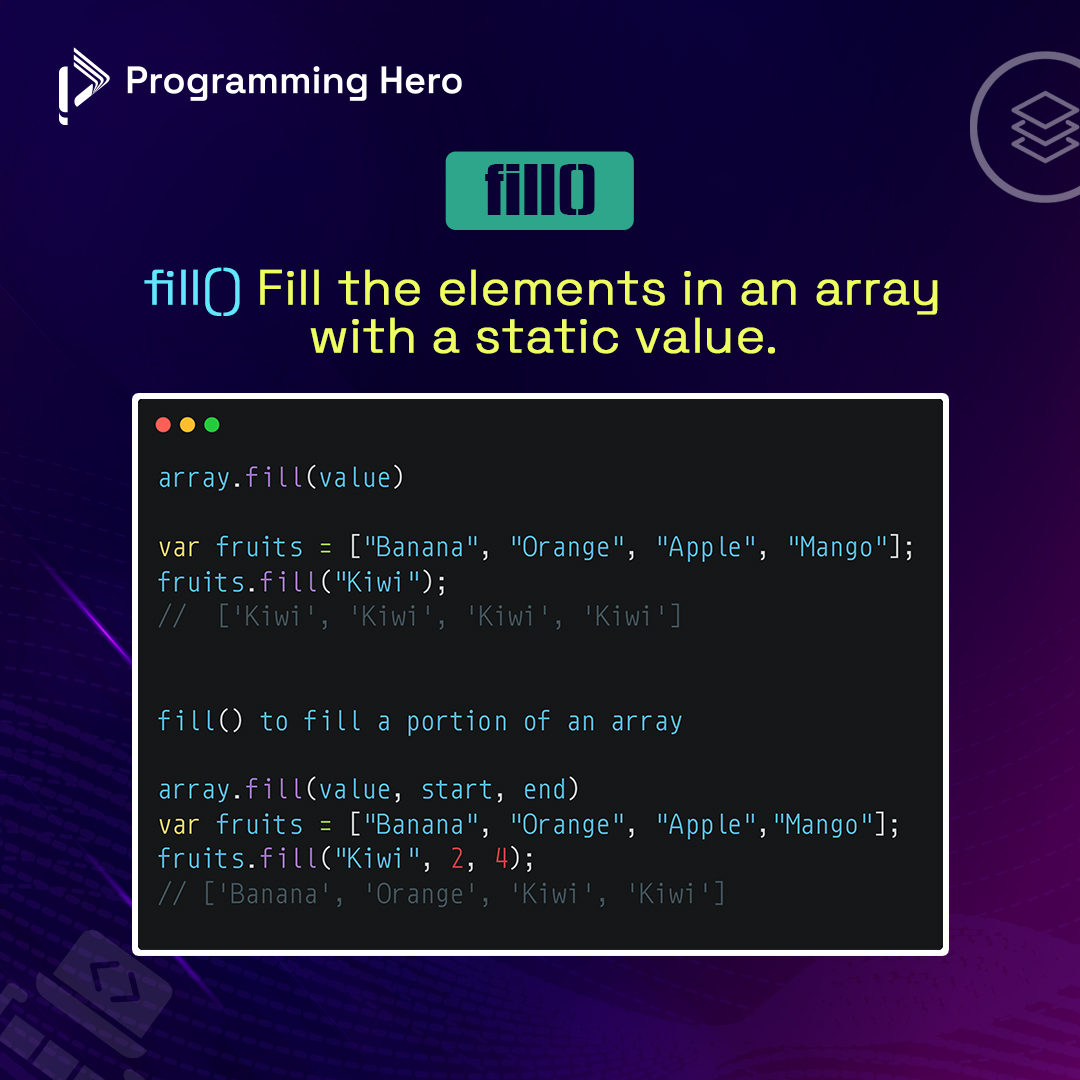 Programming Hero
fill()
fill() Fill the elements in an array
with a static value.
array.fill(value)
var fruits = ["Banana", "Orange", "Apple", "Mango"];
fruits.fill("Kiwi");
//  ['Kiwi', 'Kiwi', 'Kiwi', 'Kiwi']
fill() to fill a portion of an array
array.fill(value, start, end)
var fruits = ["Banana", "Orange", "Apple","Mango"];
fruits.fill("Kiwi", 2, 4);
// ['Banana', 'Orange', 'Kiwi', 'Kiwi']